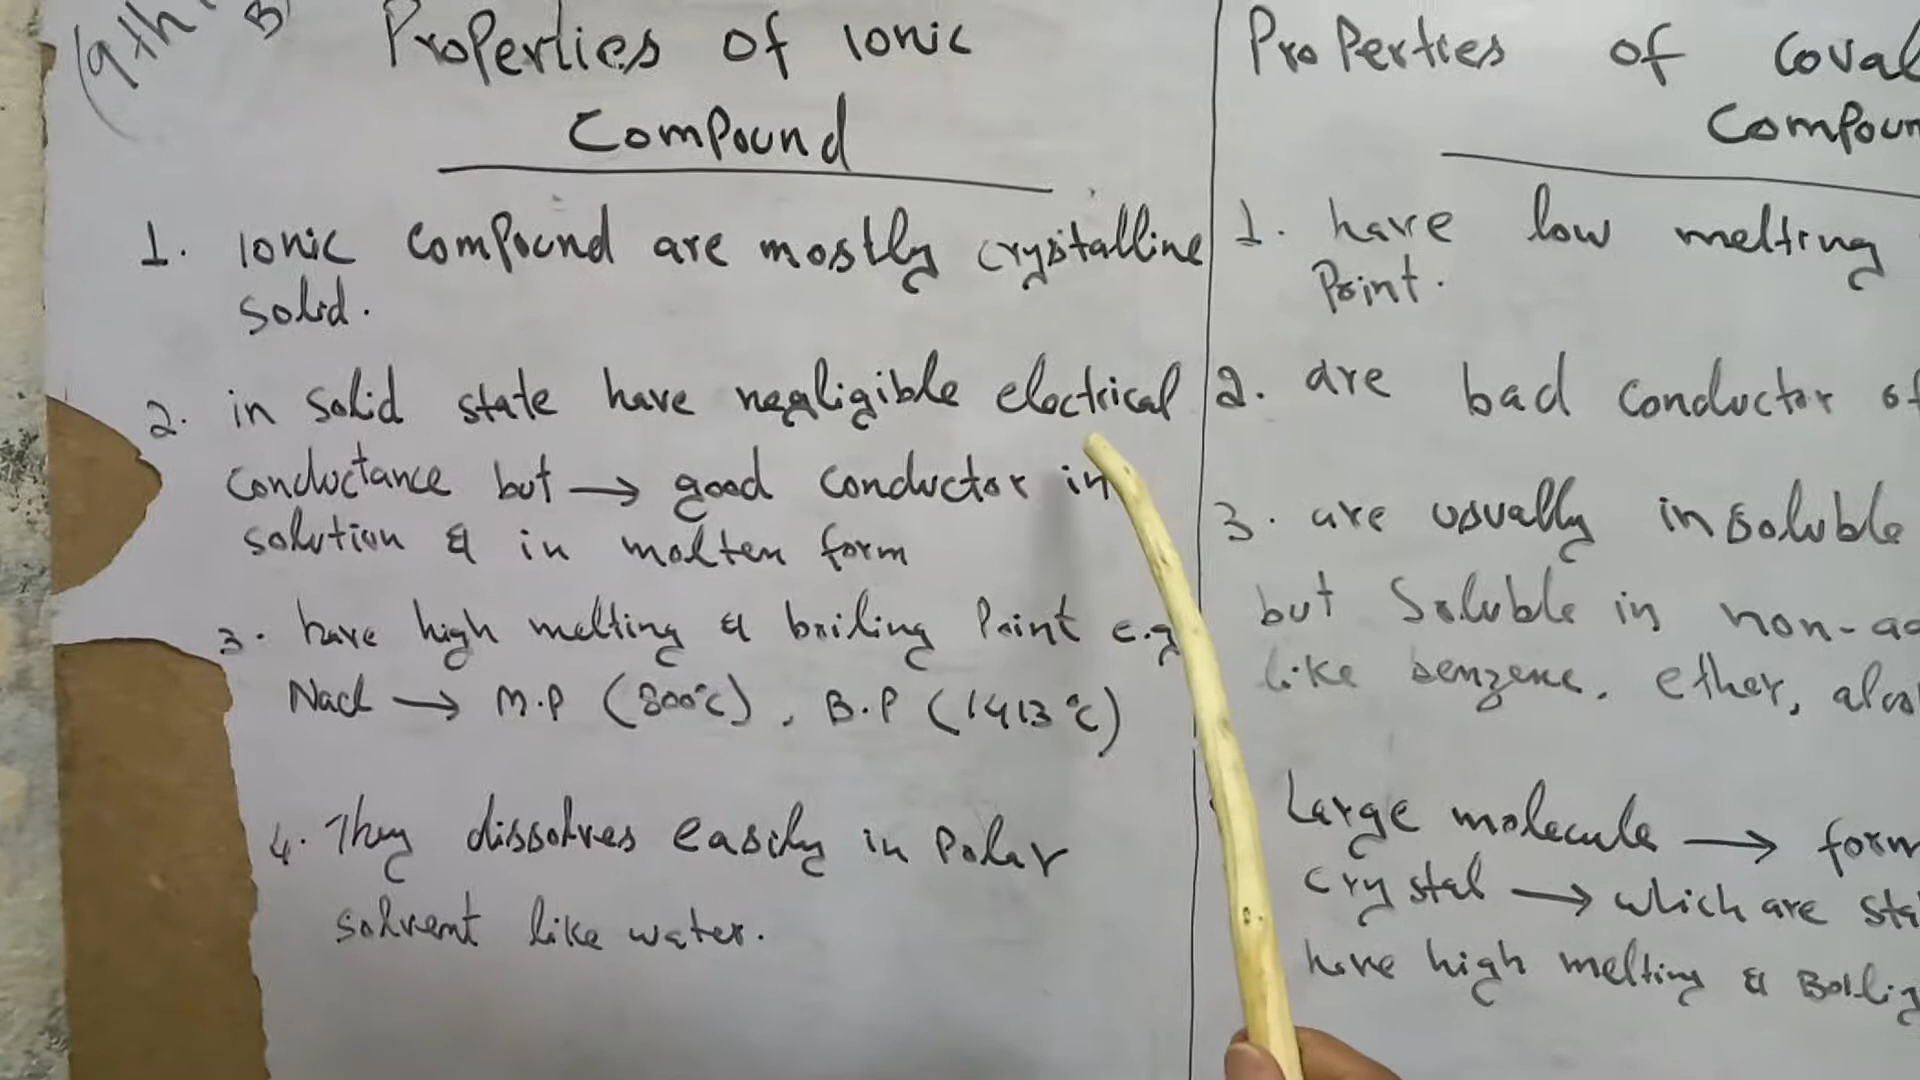 (9th
B
Properties of ionic
Compound
1. ionic compound are mostly crystalline
solid.
2. in solid state have negligible electrical
conductance but → good conductor in
solution & in molten form
3. have high melting & boiling Point e.g
Nacl → M.P (800°c), B.P (1413°c)
4. They dissolves easily in Polar
solvent like water.
Properties of Coval
Compoun
1. have low melting
Point.
2. are bad conductor of
3. are usually insoluble
but Soluble in non-aq
like benzene, ether, alco
Large molecule → form
crystal → which are sta
have high melting & Boilig